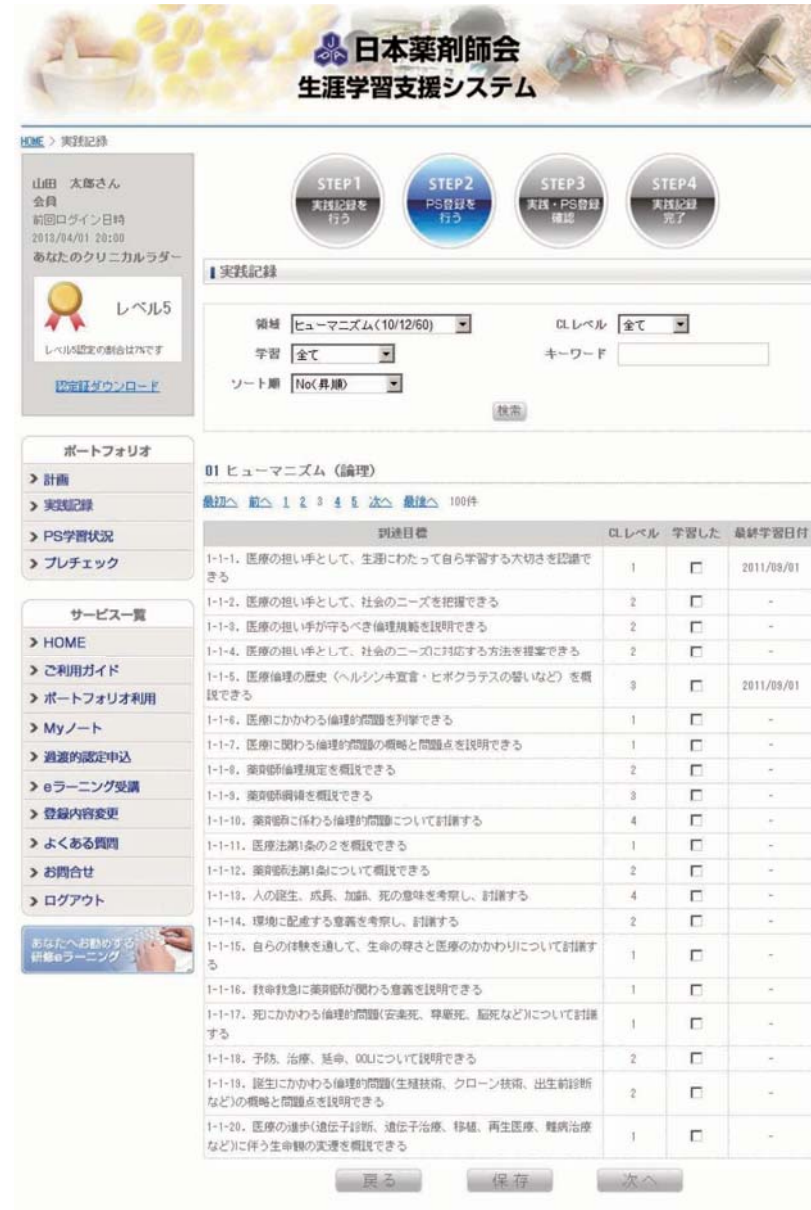 日本薬剤師会
生涯学習支援システム
HOME > 実践記録
山田 太郎さん
会員
前回ログイン日時
2013/04/01 20:00
あなたのクリニカルラダー
レベル5
レベル5認定の割合は7%です
認定証ダウンロード
STEP1
実践記録を
行う
STEP2
PS登録を
行う
STEP3
実践・PS登録
確認
STEP4
実践記録
完了
実践記録
領域 ヒューマニズム(10/12/60) CLレベル 全て
学習 全て キーワード
ソート順 No(昇順)
検索
ポートフォリオ
計画
実践記録
PS学習状況
プレチェック
サービス一覧
HOME
ご利用ガイド
ポートフォリオ利用
Myノート
過渡的認定申込
eラーニング受講
登録内容変更
よくある質問
お問合せ
ログアウト
あなたへお勧めする
研修eラーニング
01 ヒューマニズム（論理）
最初へ 前へ 1 2 3 4 5 次へ 最後へ 100件
到達目標 CLレベル 学習した 最終学習日付
1-1-1. 医療の担い手として、生涯にわたって自ら学習する大切さを認識で
きる 1 2011/09/01
1-1-2. 医療の担い手として、社会のニーズを把握できる 2 -
1-1-3. 医療の担い手が守るべき倫理規範を説明できる 2 -
1-1-4. 医療の担い手として、社会のニーズに対応する方法を提案できる 2 -
1-1-5. 医療倫理の歴史（ヘルシンキ宣言・ヒポクラテスの誓いなど）を概
説できる 3 2011/09/01
1-1-6. 医療にかかわる倫理的問題を列挙できる 1 -
1-1-7. 医療に関わる倫理的問題の概略と問題点を説明できる 1 -
1-1-8. 薬剤師倫理規定を概説できる 2 -
1-1-9. 薬剤師綱領を概説できる 3 -
1-1-10. 薬剤師に係わる倫理的問題について討議する 4 -
1-1-11. 医療法第1条の2を概説できる 1 -
1-1-12. 薬剤師法第1条について概説できる 2 -
1-1-13. 人の誕生、成長、加齢、死の意味を考察し、討議する 4 -
1-1-14. 環境に配慮する意義を考察し、討議する 2 -
1-1-15. 自らの体験を通して、生命の尊さと医療のかかわりについて討議す
る 1 -
1-1-16. 救命救急に薬剤師が関わる意義を説明できる 1 -
1-1-17. 死にかかわる倫理的問題(安楽死、尊厳死、脳死など)について討議
する 1 -
1-1-18. 予防、治療、延命、QOLについて説明できる 2 -
1-1-19. 誕生にかかわる倫理的問題(生殖技術、クローン技術、出生前診断
など)の概略と問題点を説明できる 2 -
1-1-20. 医療の進歩(遺伝子診断、遺伝子治療、移植、再生医療、難病治療
など)に伴う生命観の変遷を概説できる 1 -
戻る 保存 次へ